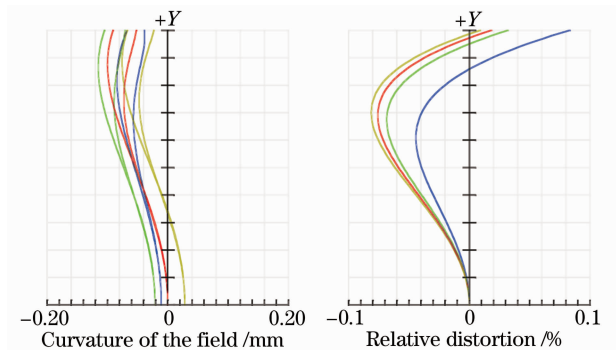 +Y
−0.20 0 0.20
Curvature of the field /mm
+Y
−0.1 0 0.1
Relative distortion /%